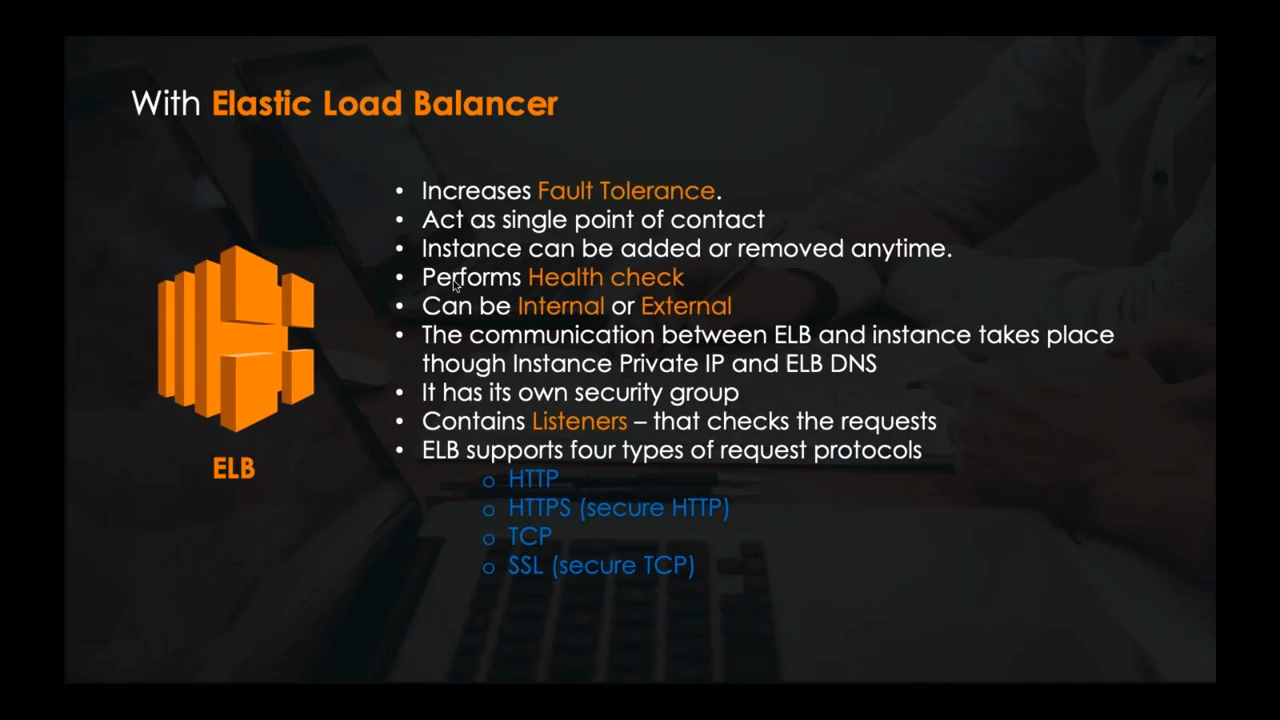 With Elastic Load Balancer
• Increases Fault Tolerance.
• Act as single point of contact
• Instance can be added or removed anytime.
• Performs Health check
• Can be Internal or External
• The communication between ELB and instance takes place
though Instance Private IP and ELB DNS
• It has its own security group
• Contains Listeners – that checks the requests
• ELB supports four types of request protocols
o HTTP
o HTTPS (secure HTTP)
o TCP
o SSL (secure TCP)
ELB